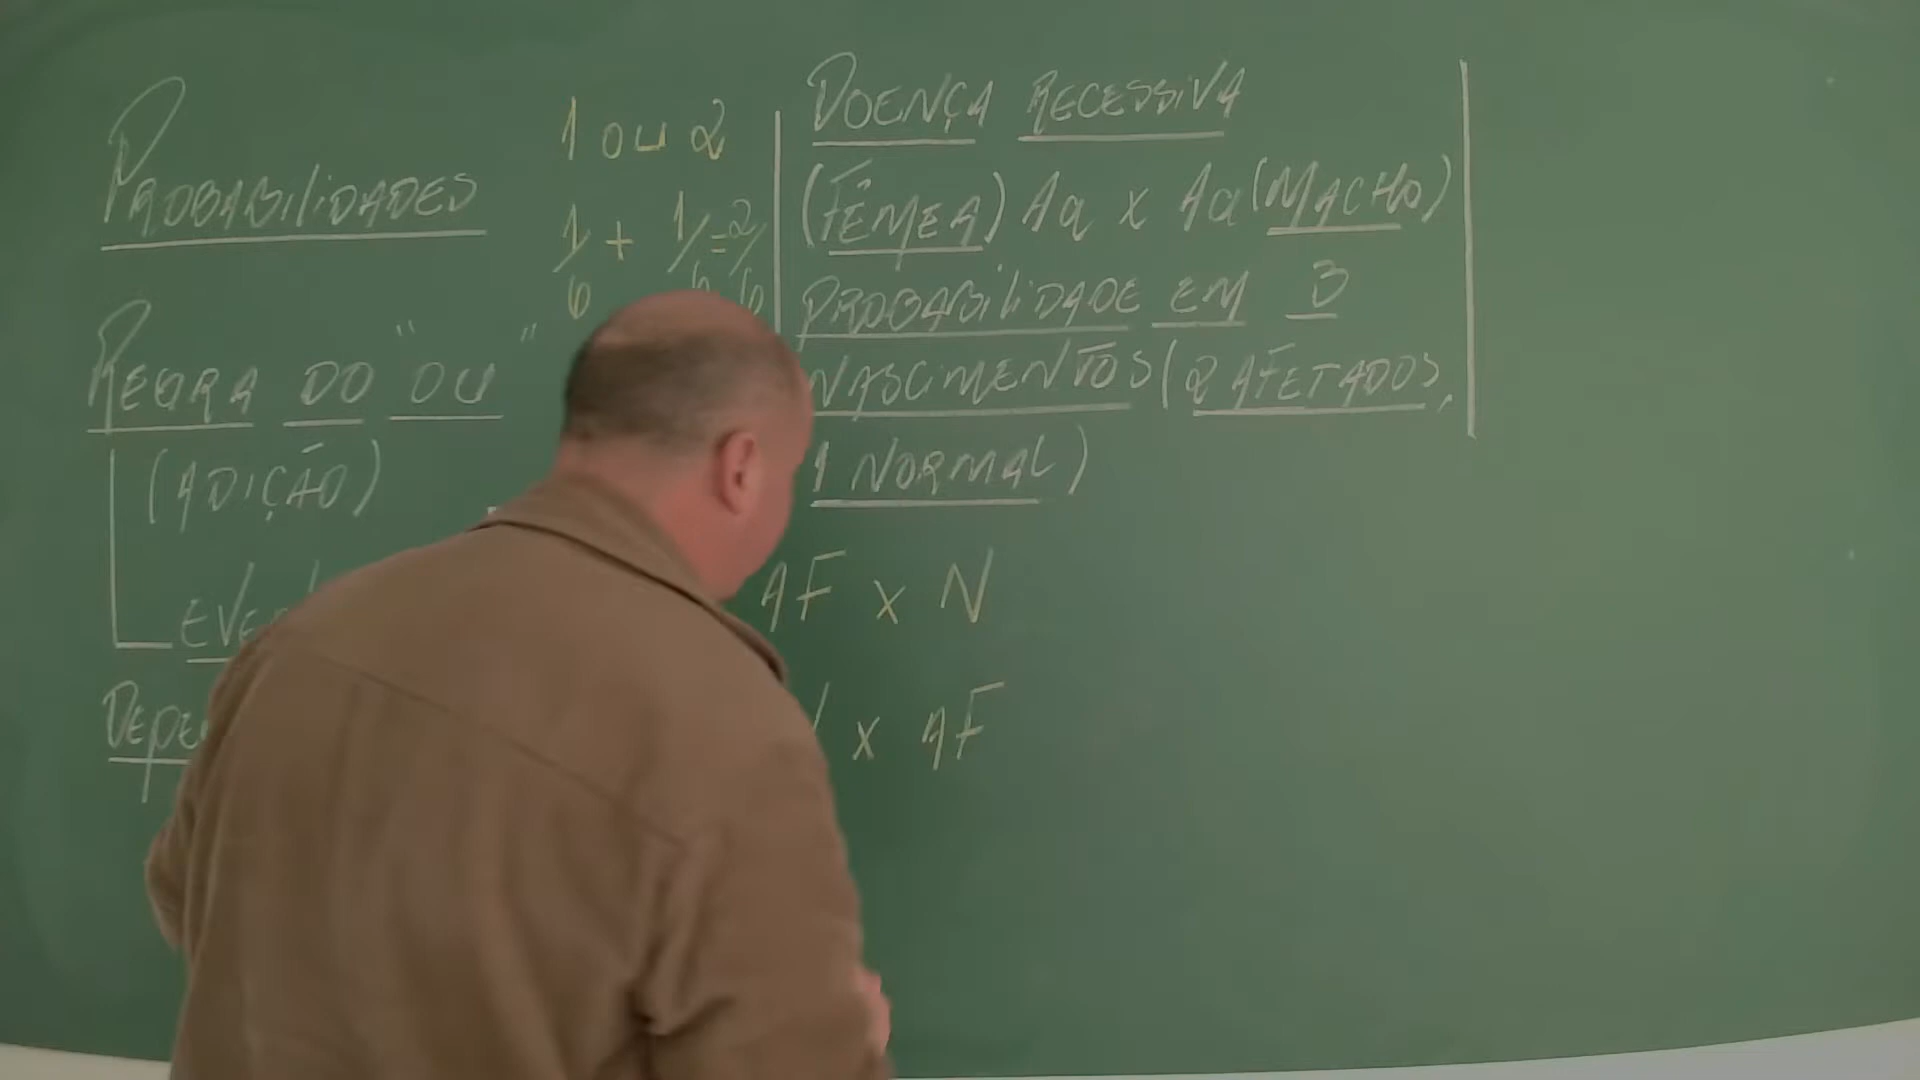 PROBABILIDADES
REGRA DO "OU"
(ADIÇÃO)
1 OU 2
1/6 + 1/6 = 2/6
DOENÇA RECESSIVA
(FÊMEA) Aa x Aa (MACHO)
PROBABILIDADE EM 3
NASCIMENTOS (2 AFETADOS,
1 NORMAL)
AF x N
x AF